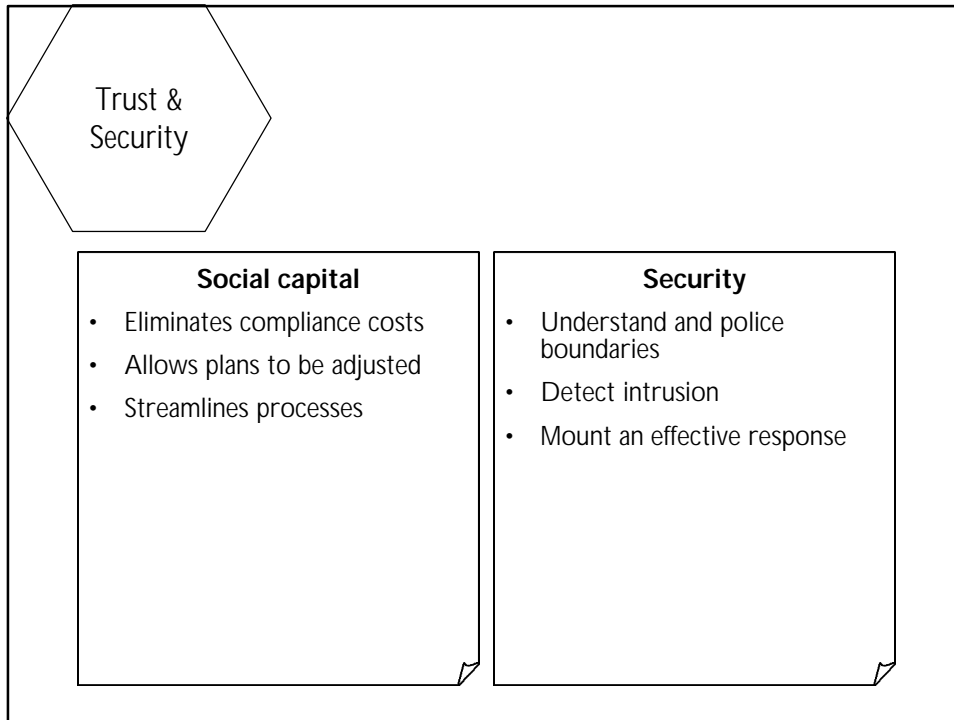 Trust &
Security
Social capital
• Eliminates compliance costs
• Allows plans to be adjusted
• Streamlines processes
Security
• Understand and police
boundaries
• Detect intrusion
• Mount an effective response